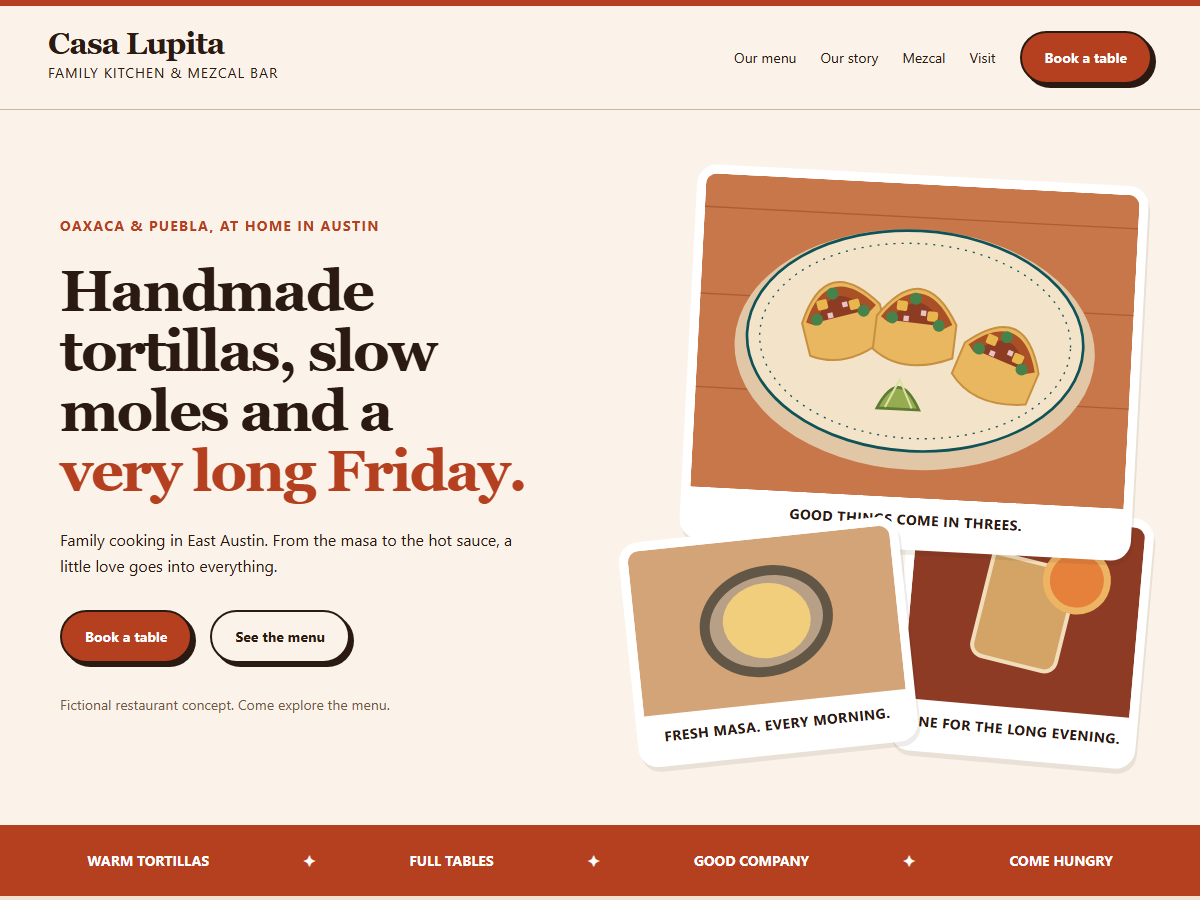 Casa Lupita
FAMILY KITCHEN & MEZCAL BAR
Our menu
Our story
Mezcal
Visit
Book a table
OAXACA & PUEBLA, AT HOME IN AUSTIN
Handmade
tortillas, slow
moles and a
very long Friday.
Family cooking in East Austin. From the masa to the hot sauce, a
little love goes into everything.
Book a table
See the menu
Fictional restaurant concept. Come explore the menu.
GOOD THINGS COME IN THREES.
FRESH MASA. EVERY MORNING.
NE FOR THE LONG EVENING.
WARM TORTILLAS
FULL TABLES
GOOD COMPANY
COME HUNGRY